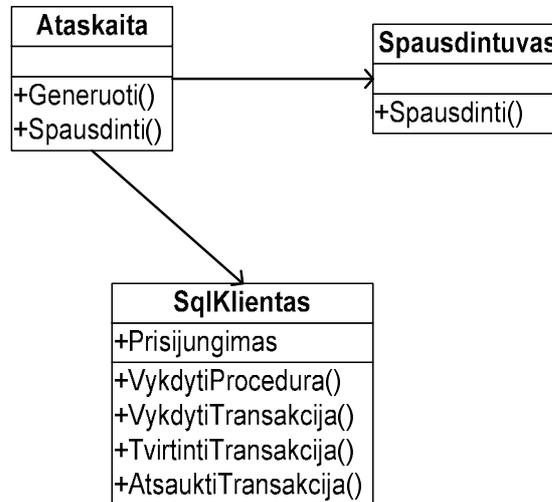 Ataskaita
+Generuoti()
+Spausdinti()
Spausdintuvas
+Spausdinti()
SqlKlientas
+Prisijungimas
+VykdytiProcedura()
+VykdytiTransakcija()
+TvirtintiTransakcija()
+AtsauktiTransakcija()